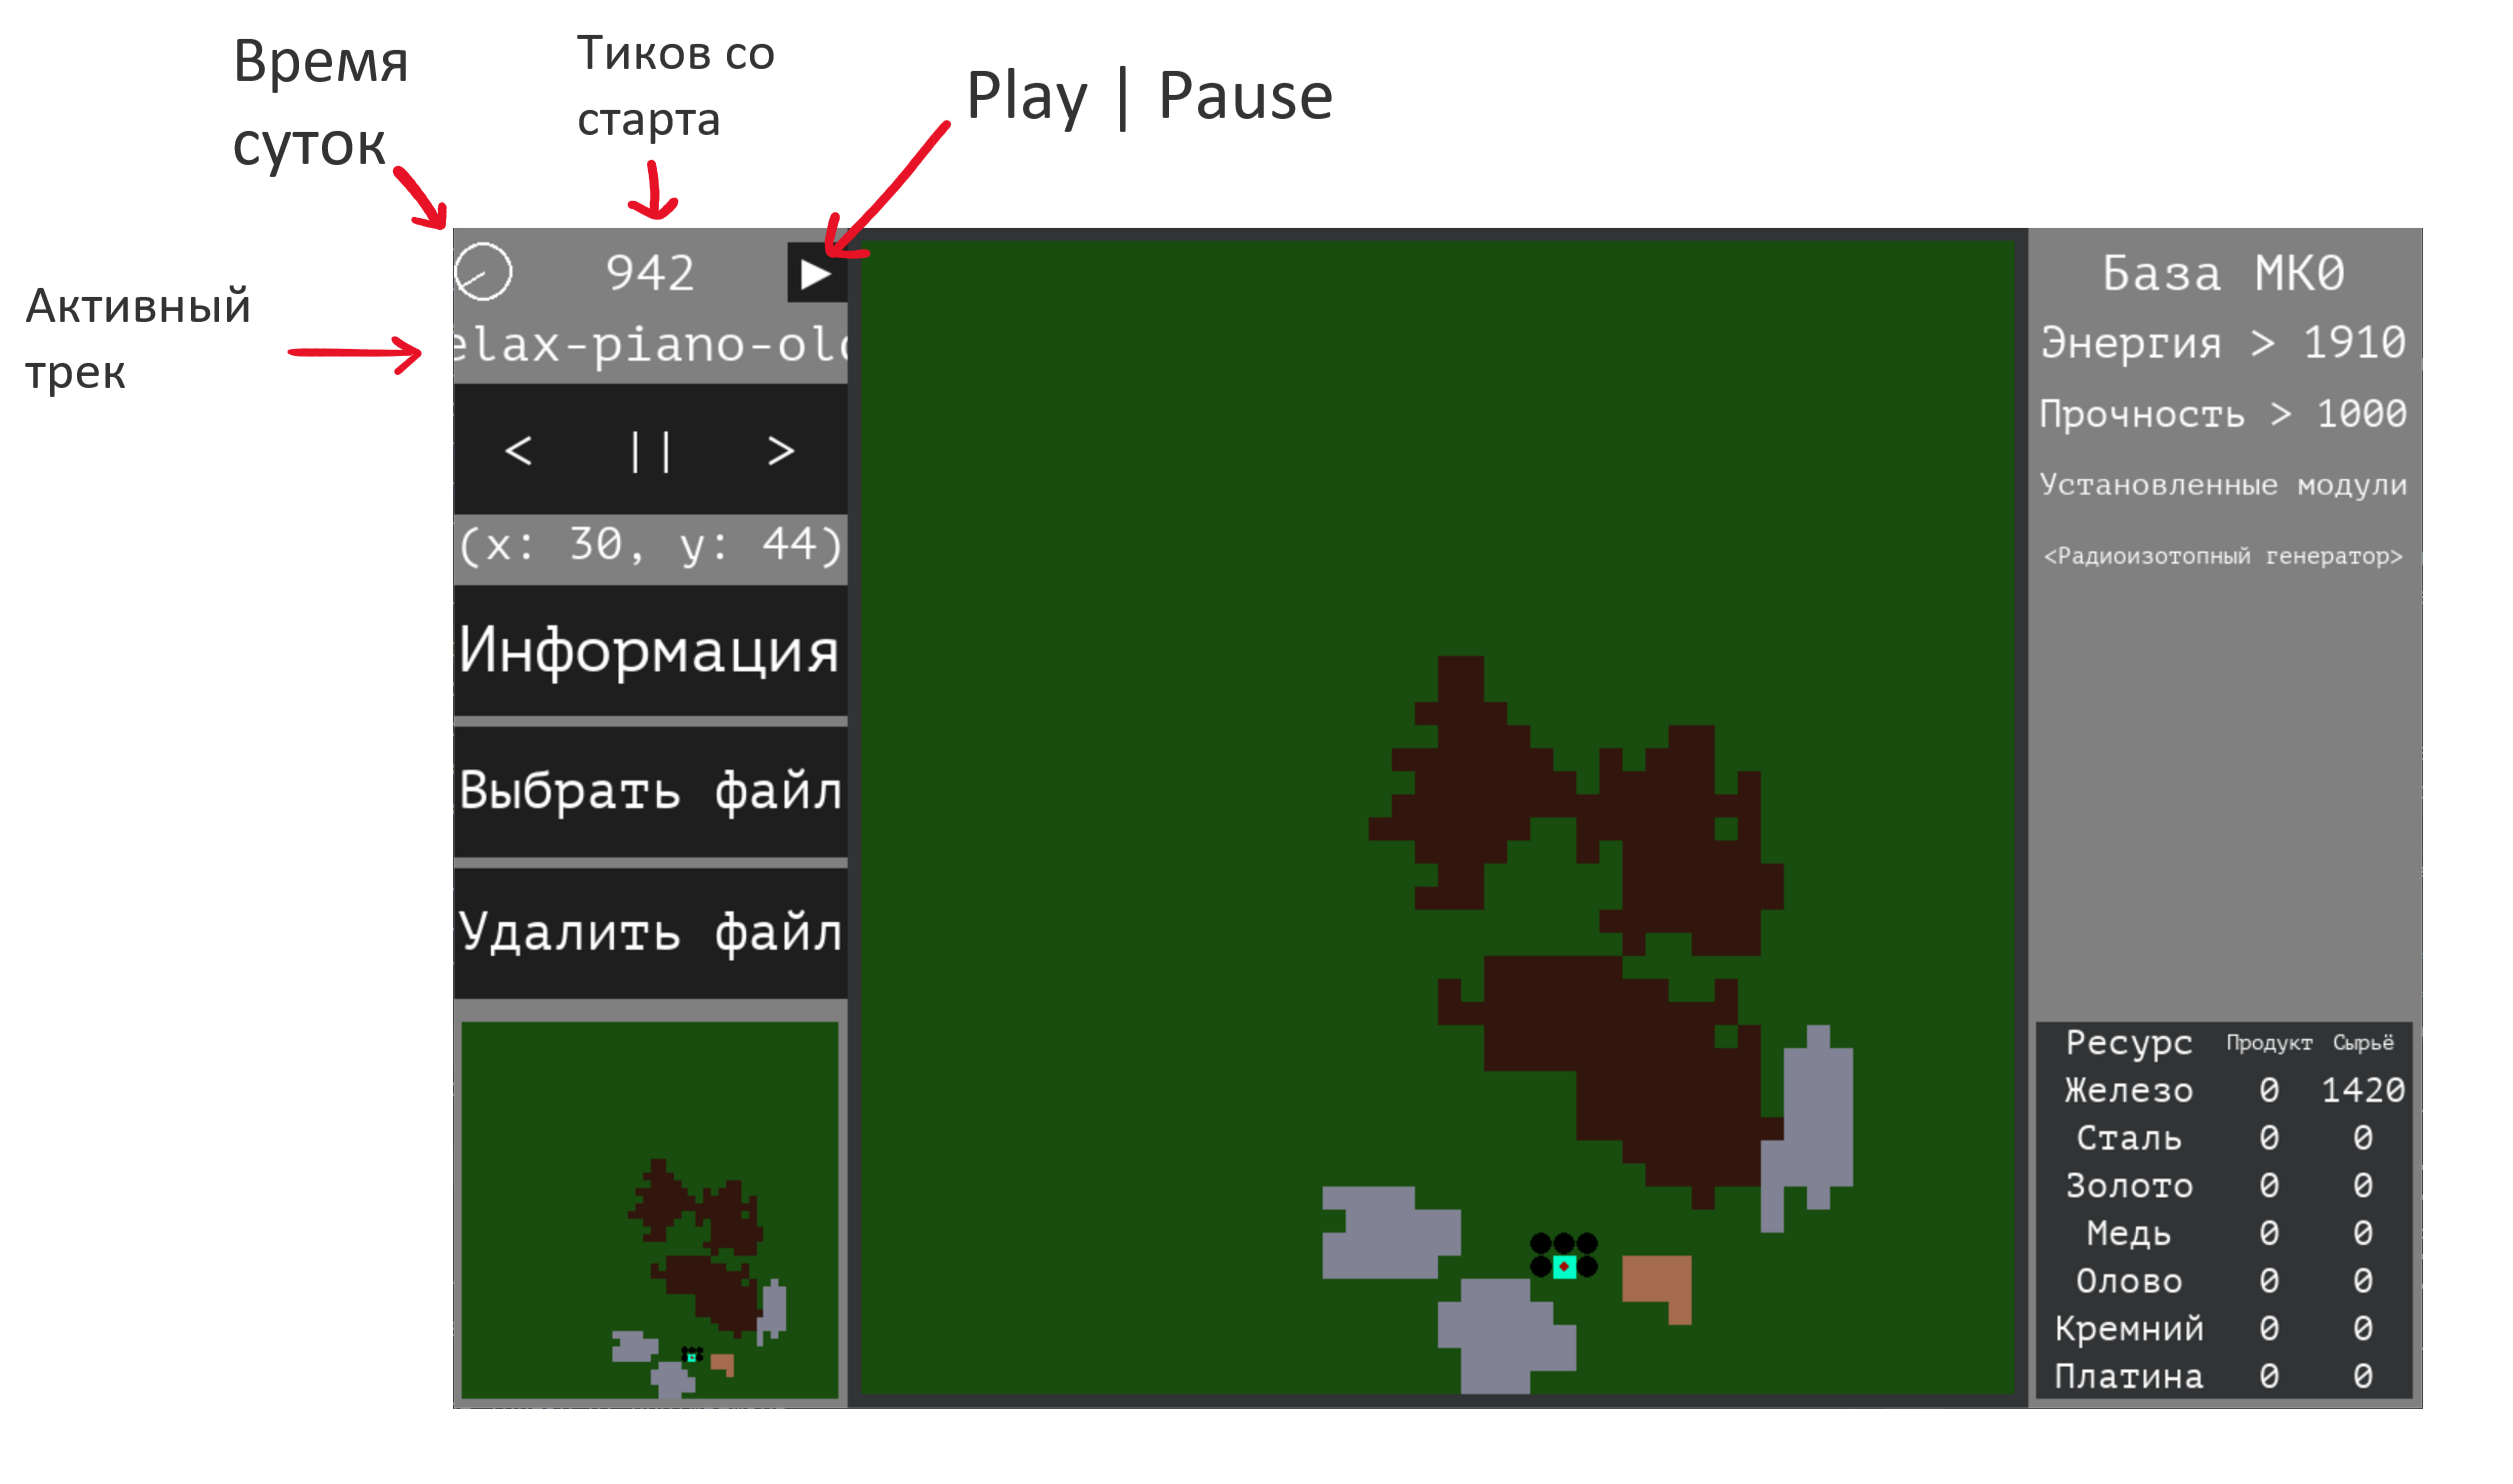 Время
суток
Тиков со
старта
Play | Pause
Активный
трек
942
elax-piano-old
< || >
(x: 30, y: 44)
Информация
Выбрать файл
Удалить файл
База МК0
Энергия > 1910
Прочность > 1000
Установленные модули
<Радиоизотопный генератор>
Ресурс Продукт Сырьё
Железо 0 1420
Сталь 0 0
Золото 0 0
Медь 0 0
Олово 0 0
Кремний 0 0
Платина 0 0